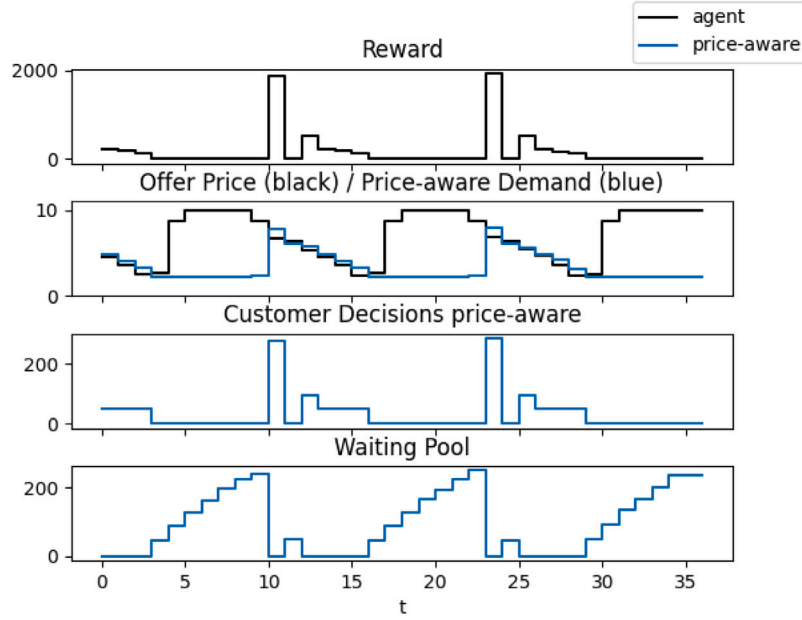 agent
price-aware
Reward
2000
0
Offer Price (black) / Price-aware Demand (blue)
10
0
Customer Decisions price-aware
200
0
Waiting Pool
200
0
0 5 10 15 20 25 30 35
t